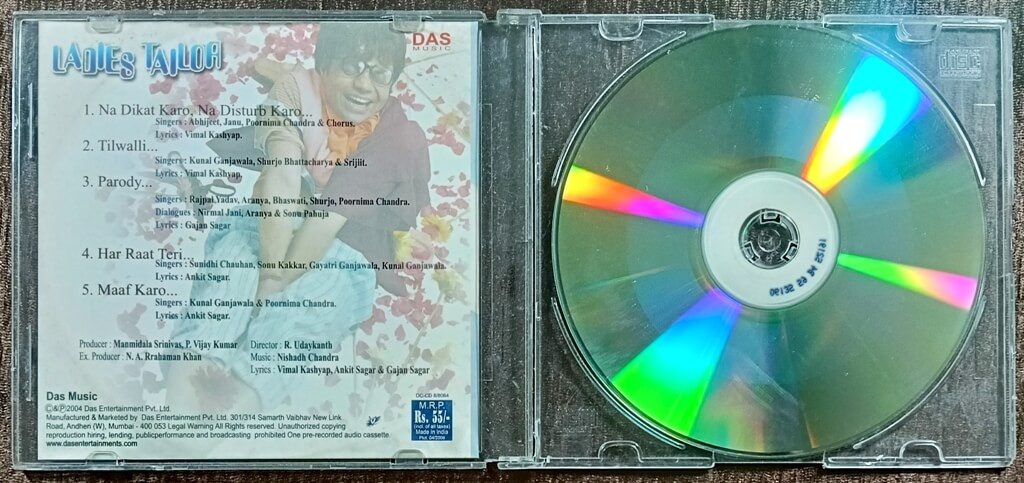 LADIES TAILOR
DAS
MUSIC
1. Na Dikat Karo, Na Disturb Karo...
Singers : Abhijeet, Janu, Poornima Chandra & Chorus.
Lyrics : Vimal Kashyap.
2. Tilwalli...
Singers : Kunal Ganjawala, Shurjo Bhattacharya & Srijiit.
Lyrics : Vimal Kashyap.
3. Parody...
Singers : Rajpal Yadav, Aranya, Bhaswati, Shurjo, Poornima Chandra.
Dialogues : Nirmal Jani, Aranya & Sonu Pahuja
Lyrics : Gajan Sagar
4. Har Raat Teri...
Singers : Sunidhi Chauhan, Sonu Kakkar, Gayatri Ganjawala, Kunal Ganjawala.
Lyrics : Ankit Sagar.
5. Maaf Karo...
Singers : Kunal Ganjawala & Poornima Chandra.
Lyrics : Ankit Sagar.
Producer : Manmidala Srinivas, P. Vijay Kumar
Ex. Producer : N. A. Rrahaman Khan
Director : R. Udaykanth
Music : Nishadh Chandra
Lyrics : Vimal Kashyap, Ankit Sagar & Gajan Sagar
Das Music
©&℗2004 Das Entertainment Pvt. Ltd.
Manufactured & Marketed by Das Entertainment Pvt. Ltd. 301/314 Samarth Vaibhav New Link
Road, Andheri (W), Mumbai - 400 053 Legal Warning All Rights reserved. Unauthorized copying
reproduction hiring, lending, publicperformance and broadcasting prohibited One pre-recorded audio cassette.
www.dasentertainments.com
M.R.P.
Rs. 55/-
(incl. of all taxes)
Made in India
disc